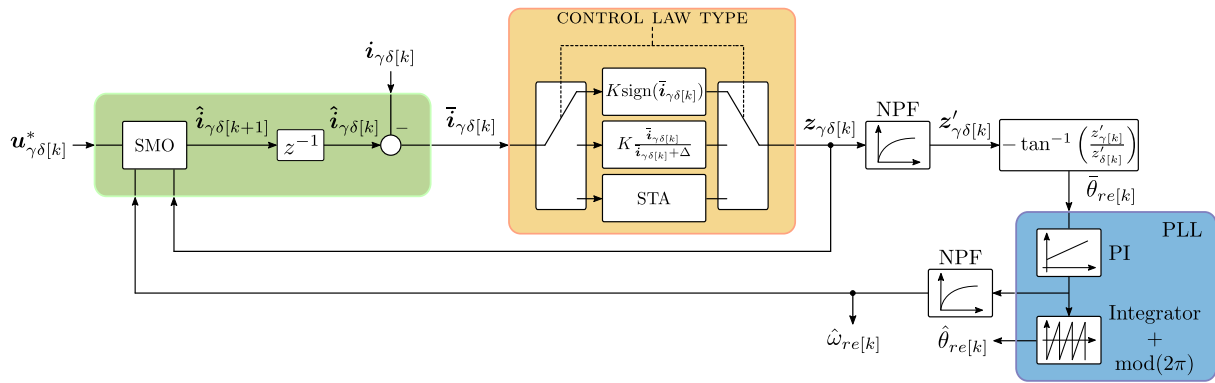 CONTROL LAW TYPE
i_{γδ[k]}
u^*_{γδ[k]}
SMO
î_{γδ[k+1]}
z^{-1}
î_{γδ[k]}
−
ī_{γδ[k]}
Ksign(ī_{γδ[k]})
K ī_{γδ[k]} / ī_{γδ[k]}+Δ
STA
z_{γδ[k]}
NPF
z'_{γδ[k]}
− tan^{-1} (z'_{γ[k]} / z'_{δ[k]})
θ̄_{re[k]}
PLL
PI
NPF
Integrator
+
mod(2π)
ω̂_{re[k]}
θ̂_{re[k]}